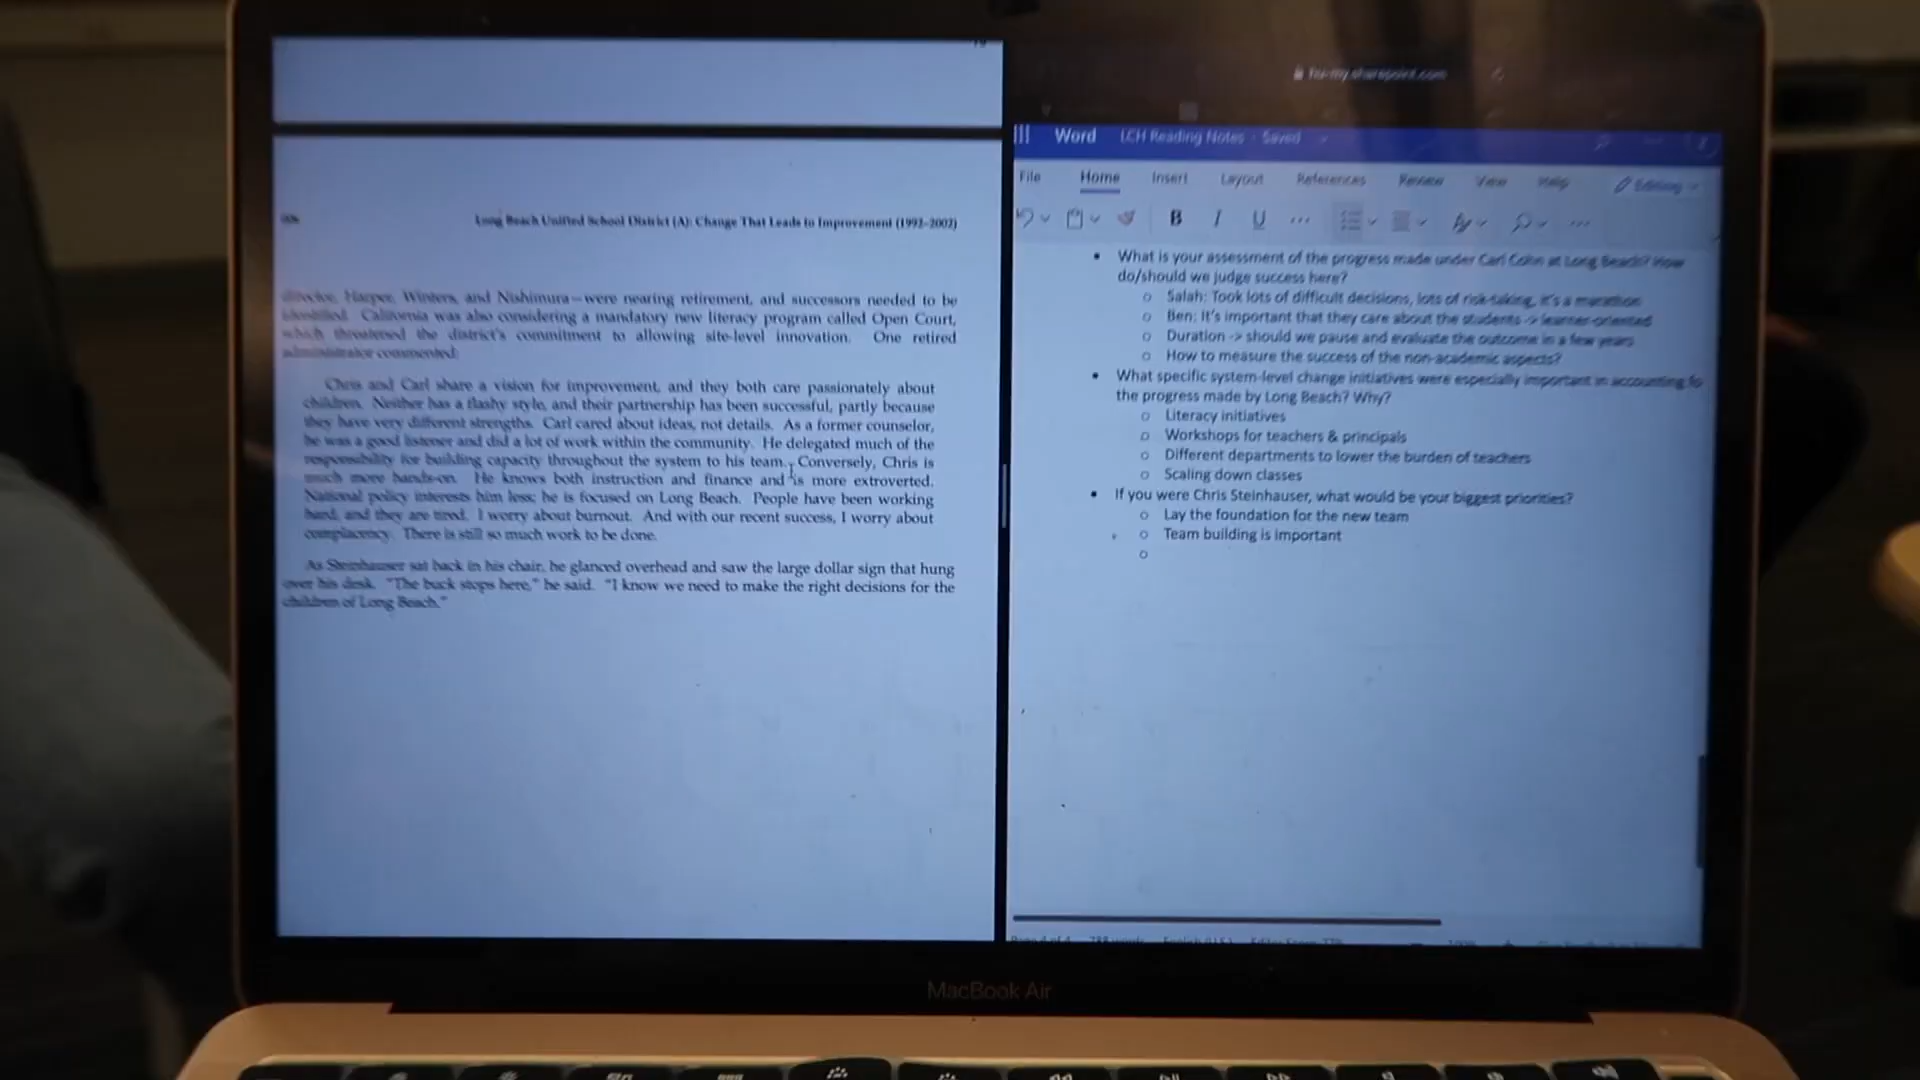 Long Beach Unified School District (A): Change That Leads to Improvement (1992–2002)
Harper, Winters, and Nishimura—were nearing retirement, and successors needed to be
identified. California was also considering a mandatory new literacy program called Open Court,
which threatened the district's commitment to allowing site-level innovation. One retired
administrator commented:
Chris and Carl share a vision for improvement, and they both care passionately about
children. Neither has a flashy style, and their partnership has been successful, partly because
they have very different strengths. Carl cared about ideas, not details. As a former counselor,
he was a good listener and did a lot of work within the community. He delegated much of the
responsibility for building capacity throughout the system to his team. Conversely, Chris is
much more hands-on. He knows both instruction and finance and is more extroverted.
National policy interests him less; he is focused on Long Beach. People have been working
hard, and they are tired. I worry about burnout. And with our recent success, I worry about
complacency. There is still so much work to be done.
As Steinhauser sat back in his chair, he glanced overhead and saw the large dollar sign that hung
over his desk. "The buck stops here," he said. "I know we need to make the right decisions for the
children of Long Beach."
Word LCH Reading Notes - Saved
File Home Insert Layout References Review View Help Editing
B I U
• What is your assessment of the progress made under Carl Cohn at Long Beach? How
do/should we judge success here?
o Salah: Took lots of difficult decisions, lots of risk-taking, it's a marathon
o Ben: It's important that they care about the students -> learner-oriented
o Duration -> should we pause and evaluate the outcome in a few years
o How to measure the success of the non-academic aspects?
• What specific system-level change initiatives were especially important in accounting fo
the progress made by Long Beach? Why?
o Literacy initiatives
o Workshops for teachers & principals
o Different departments to lower the burden of teachers
o Scaling down classes
• If you were Chris Steinhauser, what would be your biggest priorities?
o Lay the foundation for the new team
o Team building is important
o
MacBook Air